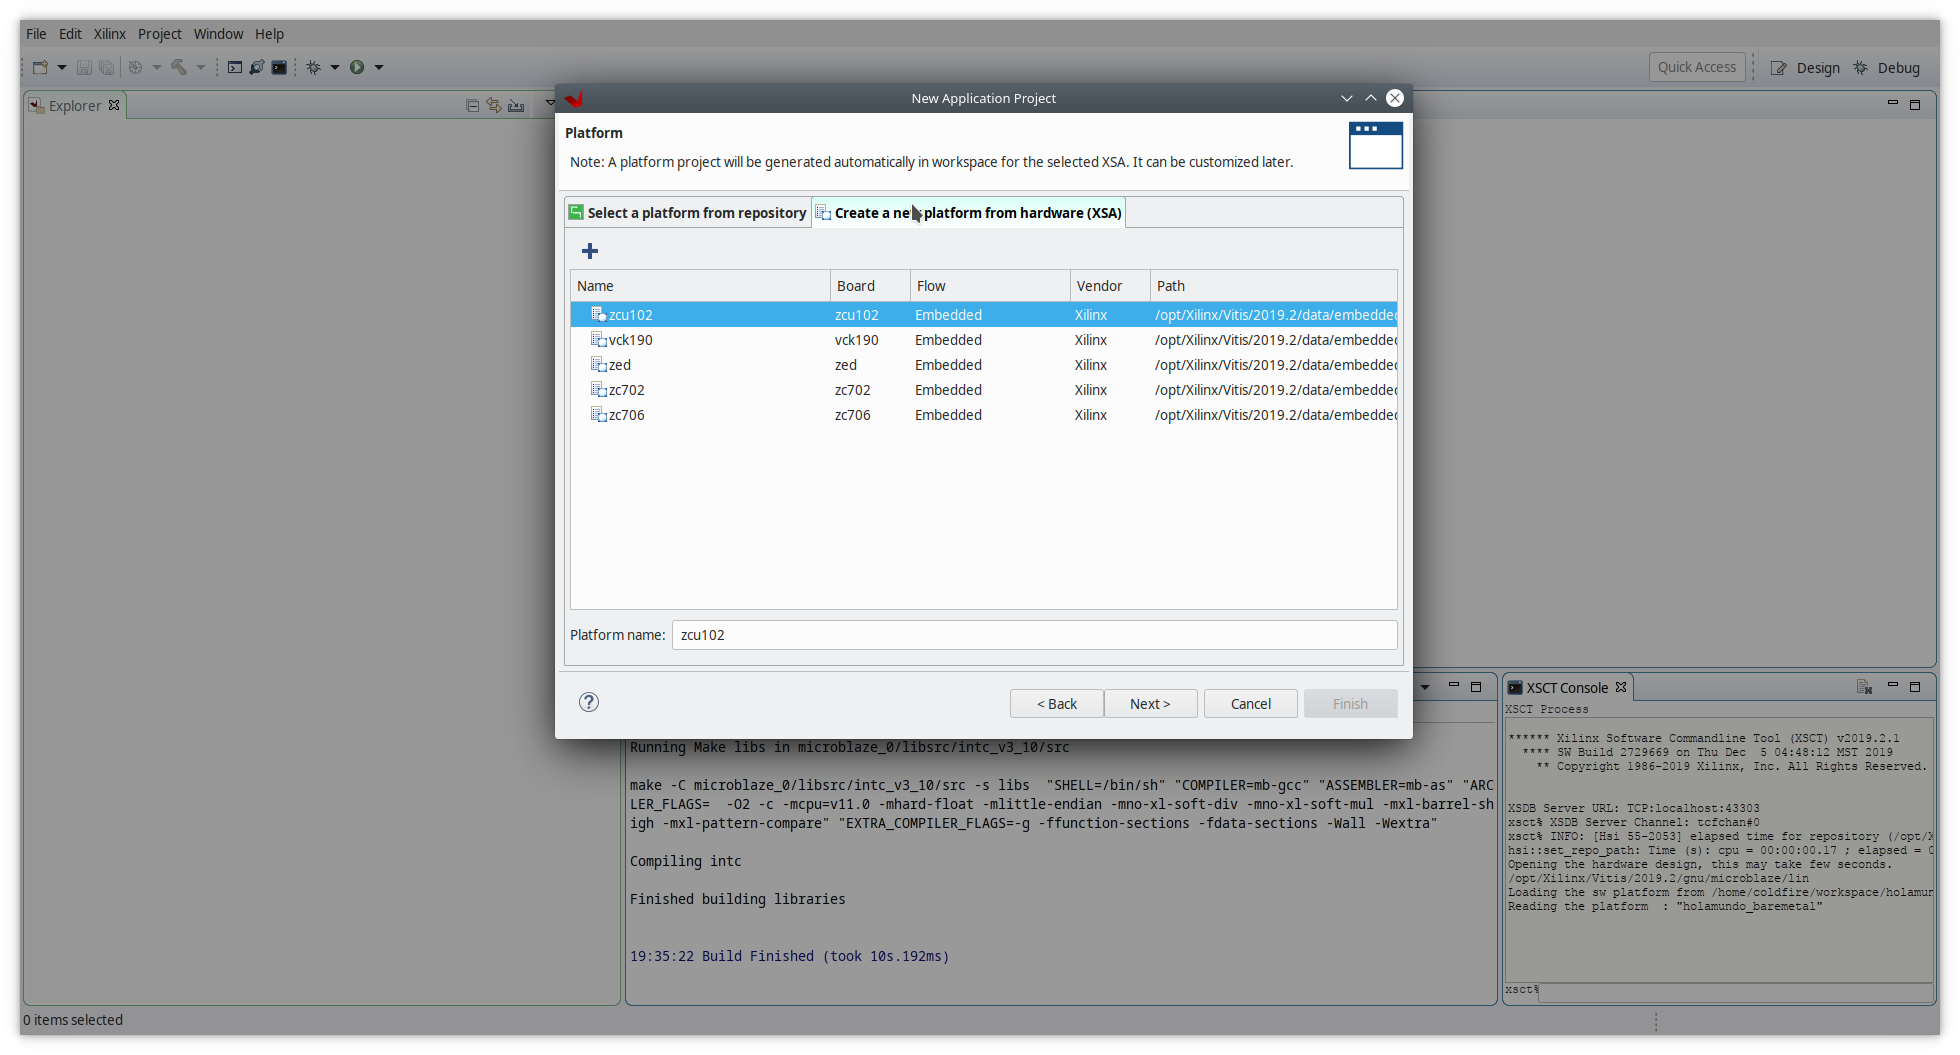 File Edit Xilinx Project Window Help
Quick Access Design Debug
Explorer
New Application Project
Platform
Note: A platform project will be generated automatically in workspace for the selected XSA. It can be customized later.
Select a platform from repository Create a new platform from hardware (XSA)
Name Board Flow Vendor Path
zcu102 zcu102 Embedded Xilinx /opt/Xilinx/Vitis/2019.2/data/embedded
vck190 vck190 Embedded Xilinx /opt/Xilinx/Vitis/2019.2/data/embedded
zed zed Embedded Xilinx /opt/Xilinx/Vitis/2019.2/data/embedded
zc702 zc702 Embedded Xilinx /opt/Xilinx/Vitis/2019.2/data/embedded
zc706 zc706 Embedded Xilinx /opt/Xilinx/Vitis/2019.2/data/embedded
Platform name: zcu102
? < Back Next > Cancel Finish
Running Make libs in microblaze_0/libsrc/intc_v3_10/src
make -C microblaze_0/libsrc/intc_v3_10/src -s libs "SHELL=/bin/sh" "COMPILER=mb-gcc" "ASSEMBLER=mb-as" "ARC
LER_FLAGS= -O2 -c -mcpu=v11.0 -mhard-float -mlittle-endian -mno-xl-soft-div -mno-xl-soft-mul -mxl-barrel-sh
igh -mxl-pattern-compare" "EXTRA_COMPILER_FLAGS=-g -ffunction-sections -fdata-sections -Wall -Wextra"
Compiling intc
Finished building libraries
19:35:22 Build Finished (took 10s.192ms)
XSCT Console
XSCT Process
****** Xilinx Software Commandline Tool (XSCT) v2019.2.1
**** SW Build 2729669 on Thu Dec 5 04:48:12 MST 2019
** Copyright 1986-2019 Xilinx, Inc. All Rights Reserved.
XSDB Server URL: TCP:localhost:43303
xsct% XSDB Server Channel: tcfchan#0
xsct% INFO: [Hsi 55-2053] elapsed time for repository (/opt/X
hsi::set_repo_path: Time (s): cpu = 00:00:00.17 ; elapsed = 0
Opening the hardware design, this may take few seconds.
/opt/Xilinx/Vitis/2019.2/gnu/microblaze/lin
Loading the sw platform from /home/coldfire/workspace/holamun
Reading the platform : "holamundo_baremetal"
xsct%
0 items selected